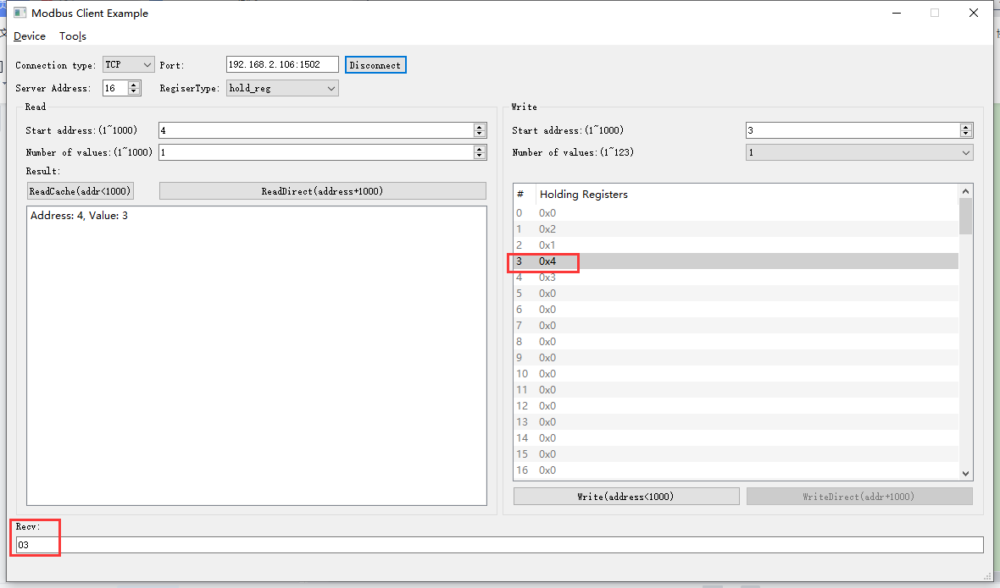 Modbus Client Example
Device Tools
Connection type: TCP Port: 192.168.2.106:1502 Disconnect
Server Address: 16 RegiserType: hold_reg
Read
Start address:(1~1000) 4
Number of values:(1~1000) 1
Result:
ReadCache(addr<1000) ReadDirect(address+1000)
Address: 4, Value: 3
Write
Start address:(1~1000) 3
Number of values:(1~123) 1
# Holding Registers
0 0x0
1 0x2
2 0x1
3 0x4
4 0x3
5 0x0
6 0x0
7 0x0
8 0x0
9 0x0
10 0x0
11 0x0
12 0x0
13 0x0
14 0x0
15 0x0
16 0x0
Write(address<1000) WriteDirect(addr+1000)
Recv:
03